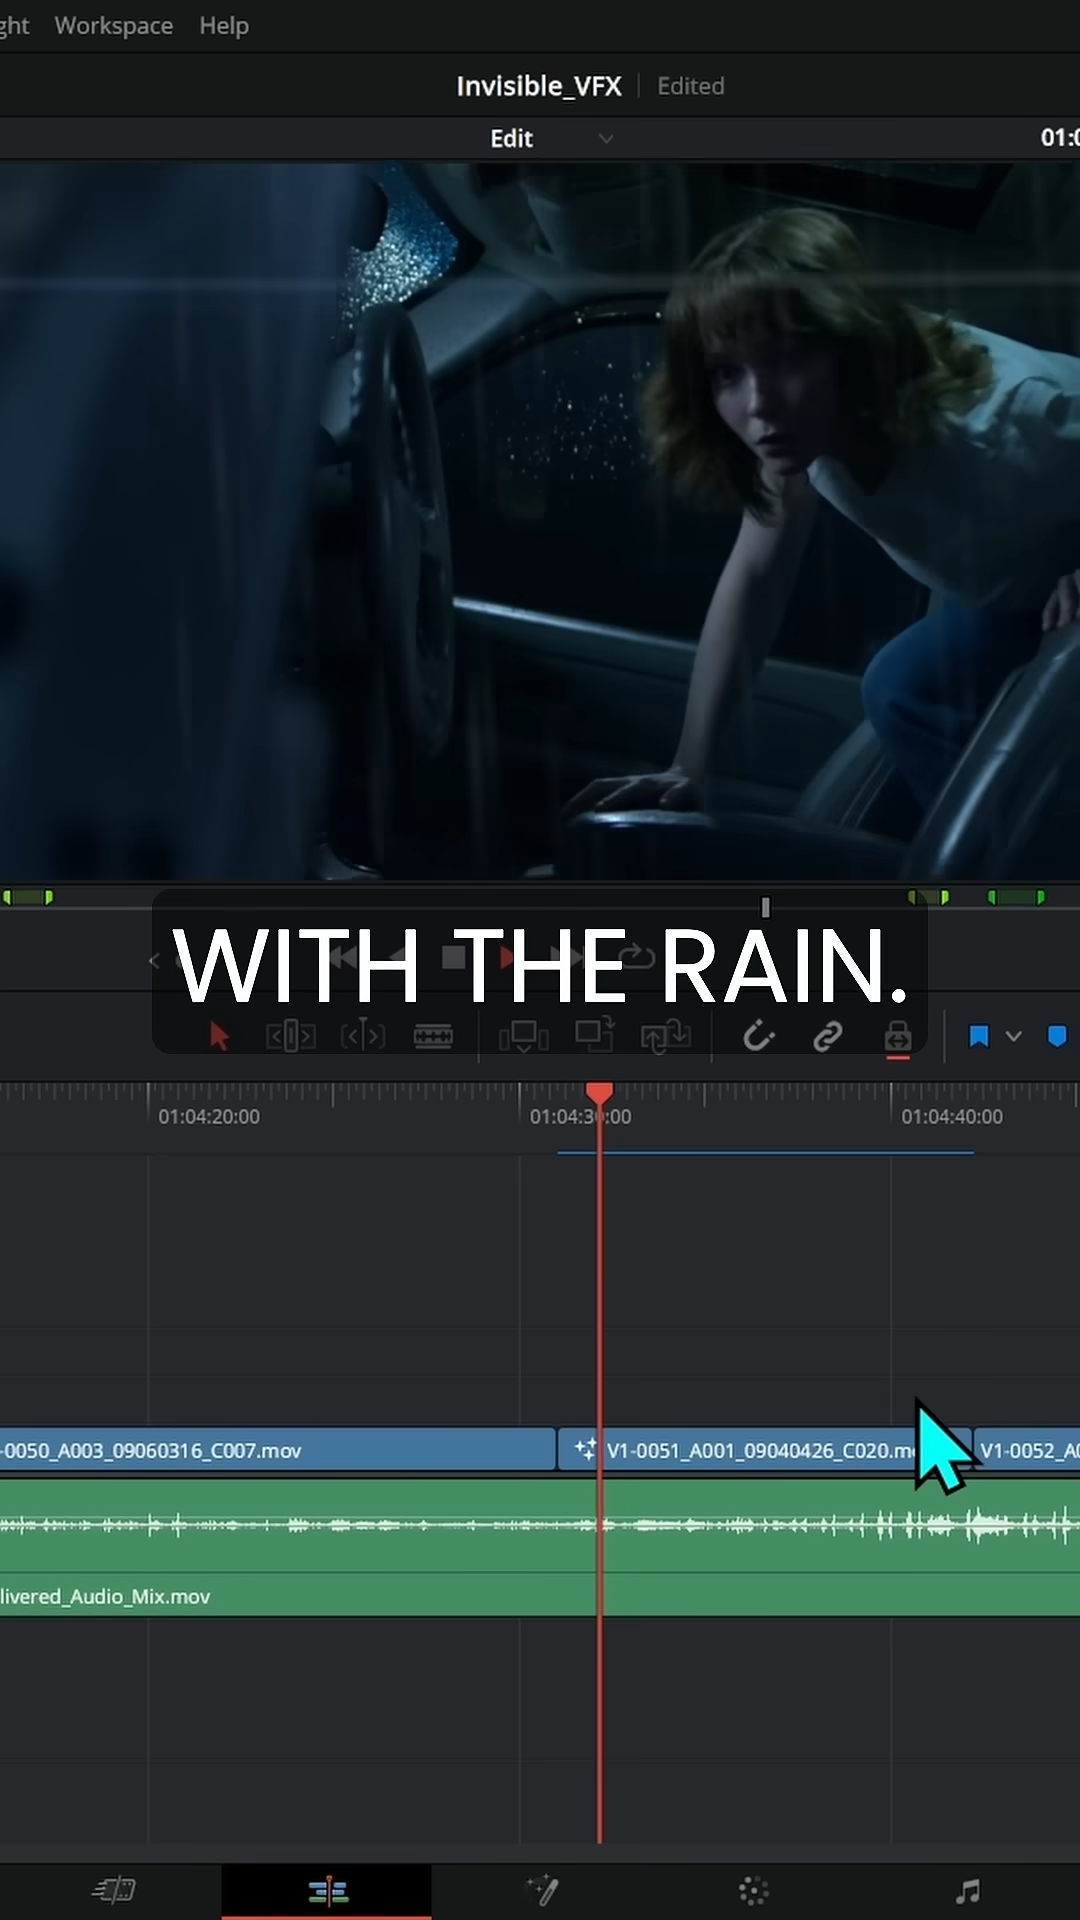 ght Workspace Help
Invisible_VFX Edited
Edit 01:0
WITH THE RAIN.
01:04:20:00 01:04:30:00 01:04:40:00
-0050_A003_09060316_C007.mov V1-0051_A001_09040426_C020.m V1-0052_A0
livered_Audio_Mix.mov